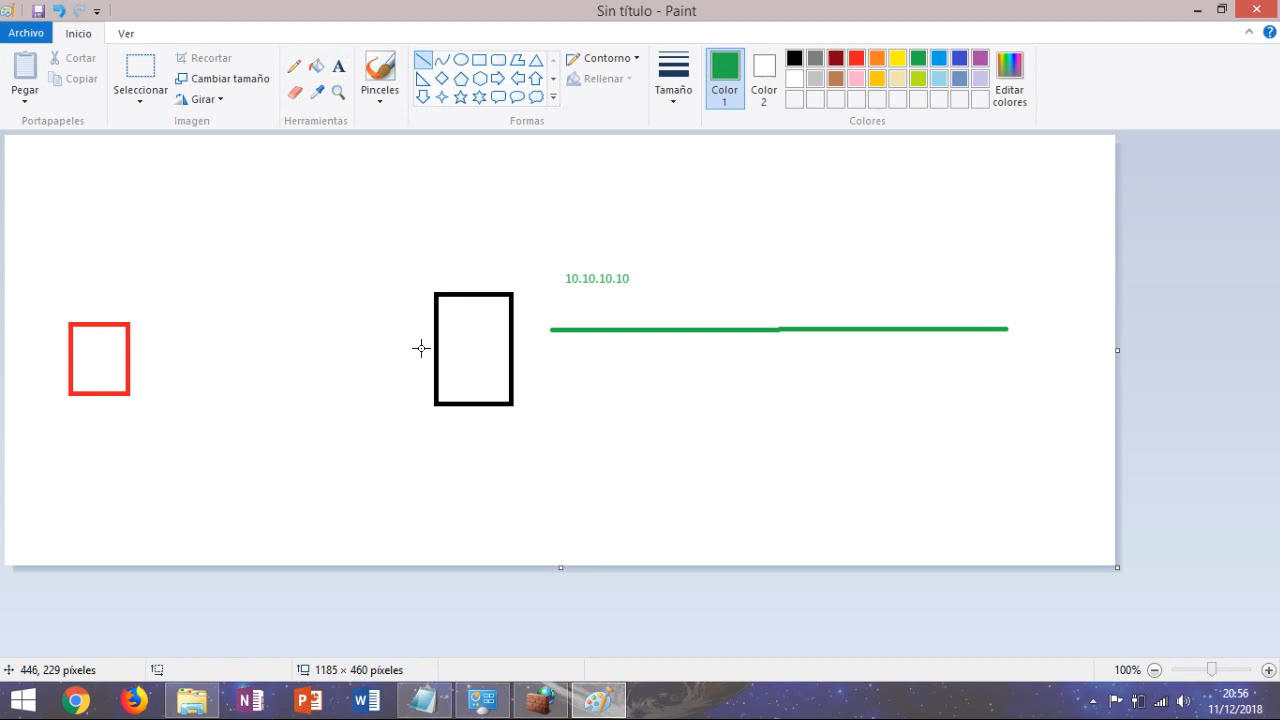 Sin título - Paint
Archivo
Inicio
Ver
Pegar
Cortar
Copiar
Portapapeles
Seleccionar
Recortar
Cambiar tamaño
Girar
Imagen
A
Herramientas
Pinceles
Contorno
Rellenar
Formas
Tamaño
Color
1
Color
2
Editar
colores
Colores
10.10.10.10
446, 229 píxeles
1185 × 460 píxeles
100%
20:56
11/12/2018